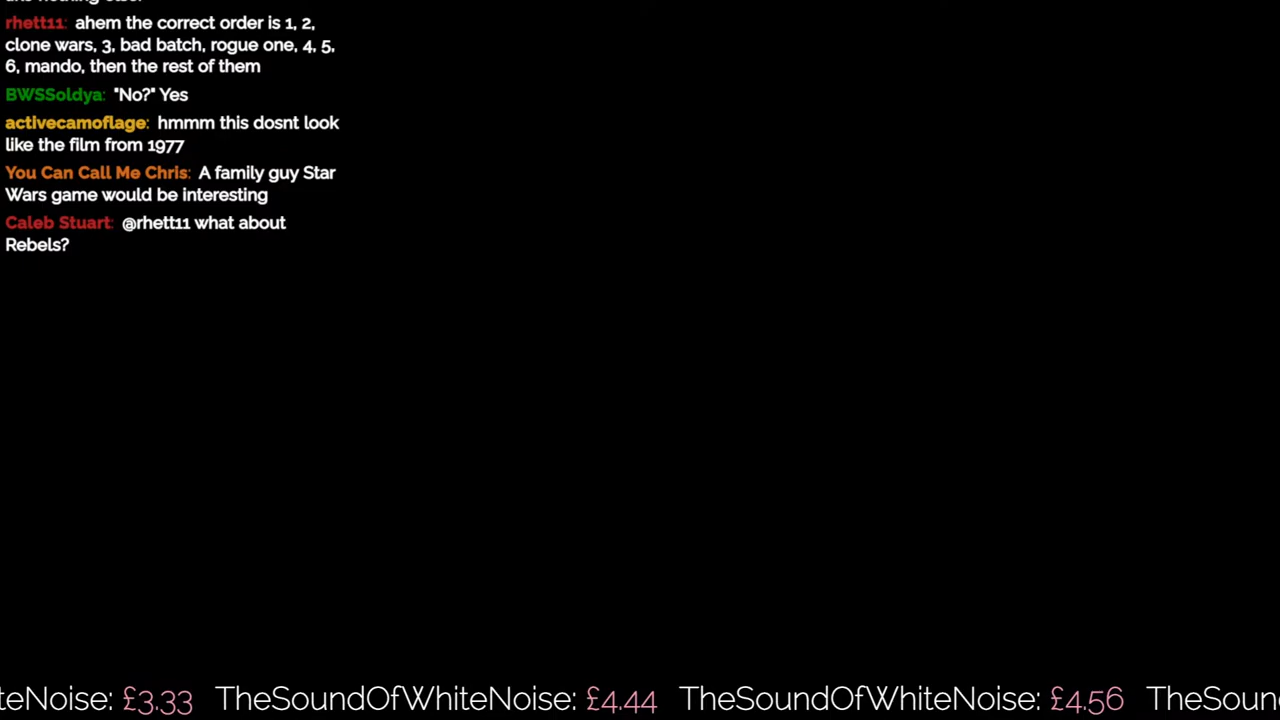 rhett11: ahem the correct order is 1, 2,
clone wars, 3, bad batch, rogue one, 4, 5,
6, mando, then the rest of them
BWSSoldya: "No?" Yes
activecamoflage: hmmm this dosnt look
like the film from 1977
You Can Call Me Chris: A family guy Star
Wars game would be interesting
Caleb Stuart: @rhett11 what about
Rebels?
teNoise: £3.33 TheSoundOfWhiteNoise: £4.44 TheSoundOfWhiteNoise: £4.56 TheSoun